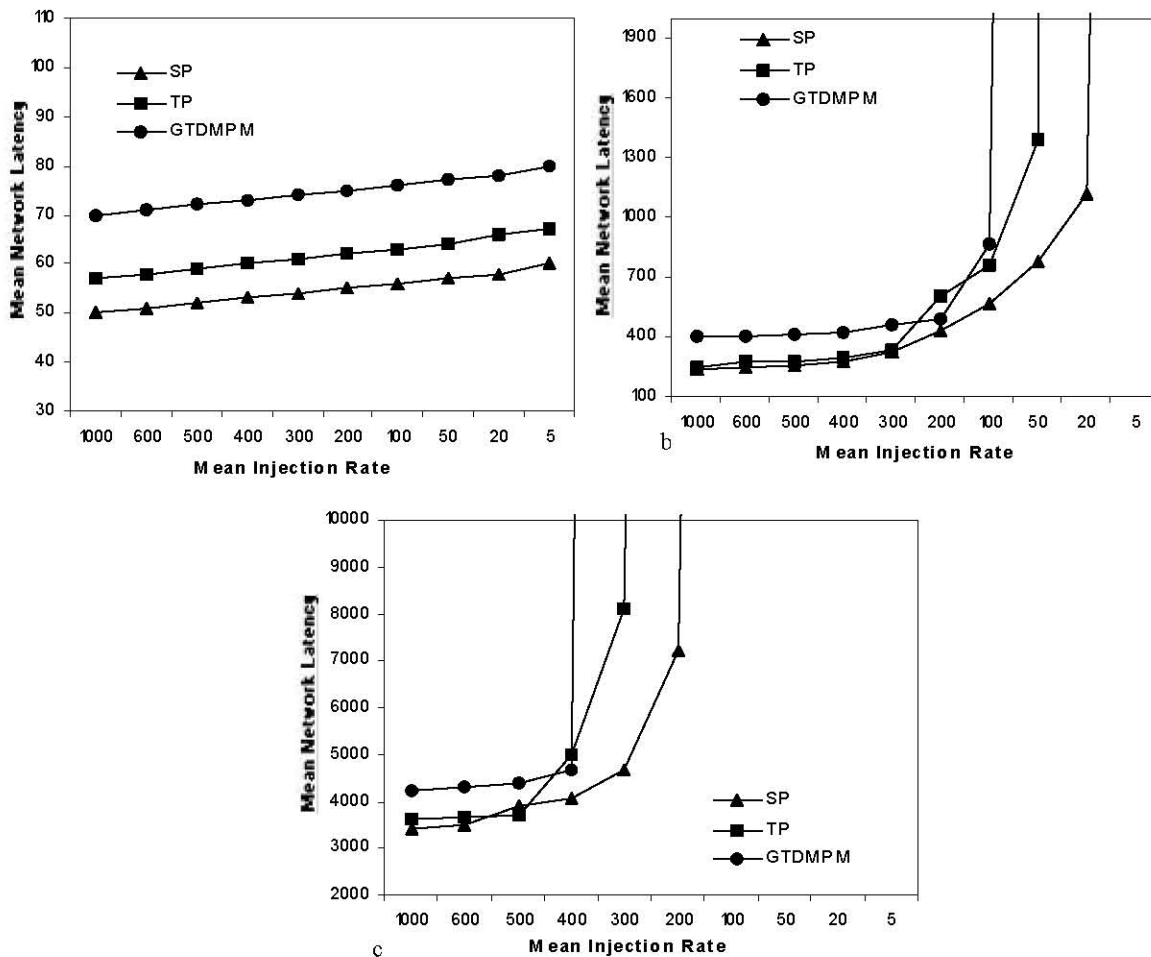 110
100
90
80
70
60
50
40
30
Mean Network Latency
SP
TP
GTDMPM
1000 600 500 400 300 200 100 50 20 5
Mean Injection Rate
1900
1600
1300
1000
700
400
100
Mean Network Latency
SP
TP
GTDMPM
1000 600 500 400 300 200 100 50 20 5
b
Mean Injection Rate
10000
9000
8000
7000
6000
5000
4000
3000
2000
Mean Network Latency
SP
TP
GTDMPM
1000 600 500 400 300 200 100 50 20 5
c
Mean Injection Rate